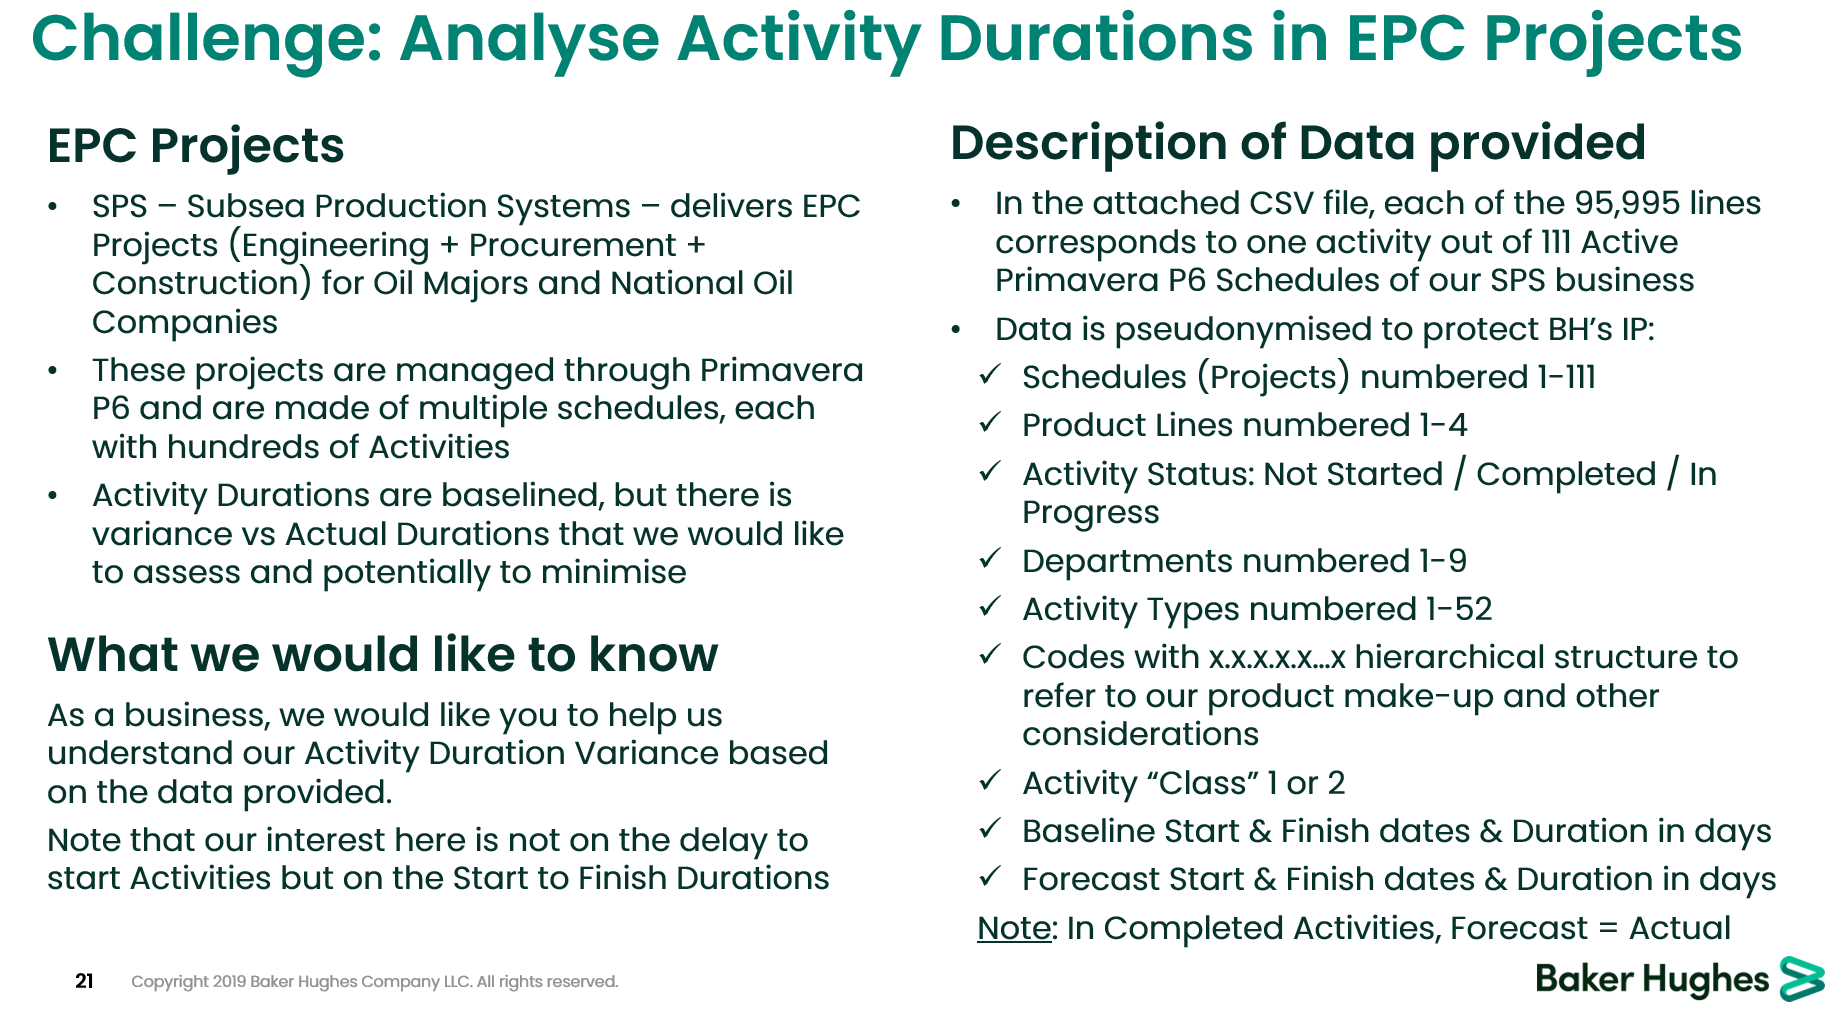 Challenge: Analyse Activity Durations in EPC Projects
EPC Projects
• SPS – Subsea Production Systems – delivers EPC
Projects (Engineering + Procurement +
Construction) for Oil Majors and National Oil
Companies
• These projects are managed through Primavera
P6 and are made of multiple schedules, each
with hundreds of Activities
• Activity Durations are baselined, but there is
variance vs Actual Durations that we would like
to assess and potentially to minimise
What we would like to know
As a business, we would like you to help us
understand our Activity Duration Variance based
on the data provided.
Note that our interest here is not on the delay to
start Activities but on the Start to Finish Durations
Description of Data provided
• In the attached CSV file, each of the 95,995 lines
corresponds to one activity out of 111 Active
Primavera P6 Schedules of our SPS business
• Data is pseudonymised to protect BH’s IP:
✓ Schedules (Projects) numbered 1-111
✓ Product Lines numbered 1-4
✓ Activity Status: Not Started / Completed / In
Progress
✓ Departments numbered 1-9
✓ Activity Types numbered 1-52
✓ Codes with x.x.x.x.x...x hierarchical structure to
refer to our product make-up and other
considerations
✓ Activity “Class” 1 or 2
✓ Baseline Start & Finish dates & Duration in days
✓ Forecast Start & Finish dates & Duration in days
Note: In Completed Activities, Forecast = Actual
21 Copyright 2019 Baker Hughes Company LLC. All rights reserved.
Baker Hughes